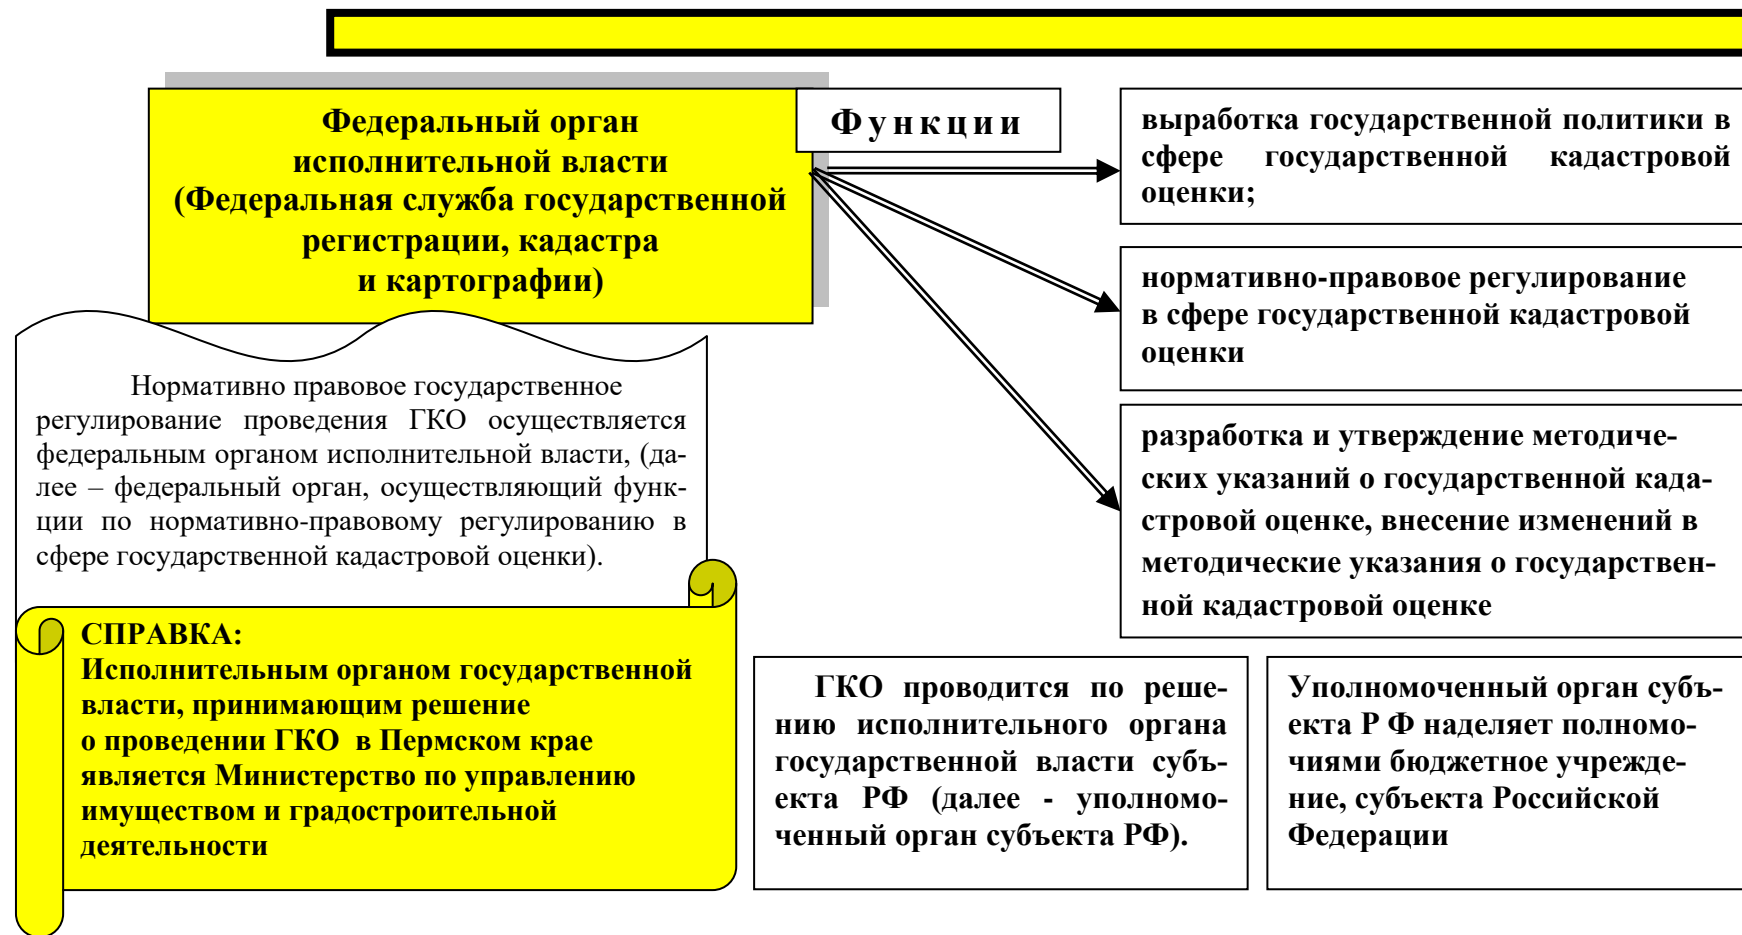 Федеральный орган
исполнительной власти
(Федеральная служба государственной
регистрации, кадастра
и картографии)
Функции
выработка государственной политики в
сфере государственной кадастровой
оценки;
нормативно-правовое регулирование
в сфере государственной кадастровой
оценки
разработка и утверждение методиче-
ских указаний о государственной када-
стровой оценке, внесение изменений в
методические указания о государствен-
ной кадастровой оценке
Нормативно правовое государственное
регулирование проведения ГКО осуществляется
федеральным органом исполнительной власти, (да-
лее – федеральный орган, осуществляющий функ-
ции по нормативно-правовому регулированию в
сфере государственной кадастровой оценки).
СПРАВКА:
Исполнительным органом государственной
власти, принимающим решение
о проведении ГКО в Пермском крае
является Министерство по управлению
имуществом и градостроительной
деятельности
ГКО проводится по реше-
нию исполнительного органа
государственной власти субъ-
екта РФ (далее - уполномо-
ченный орган субъекта РФ).
Уполномоченный орган субъ-
екта Р Ф наделяет полномо-
чиями бюджетное учрежде-
ние, субъекта Российской
Федерации